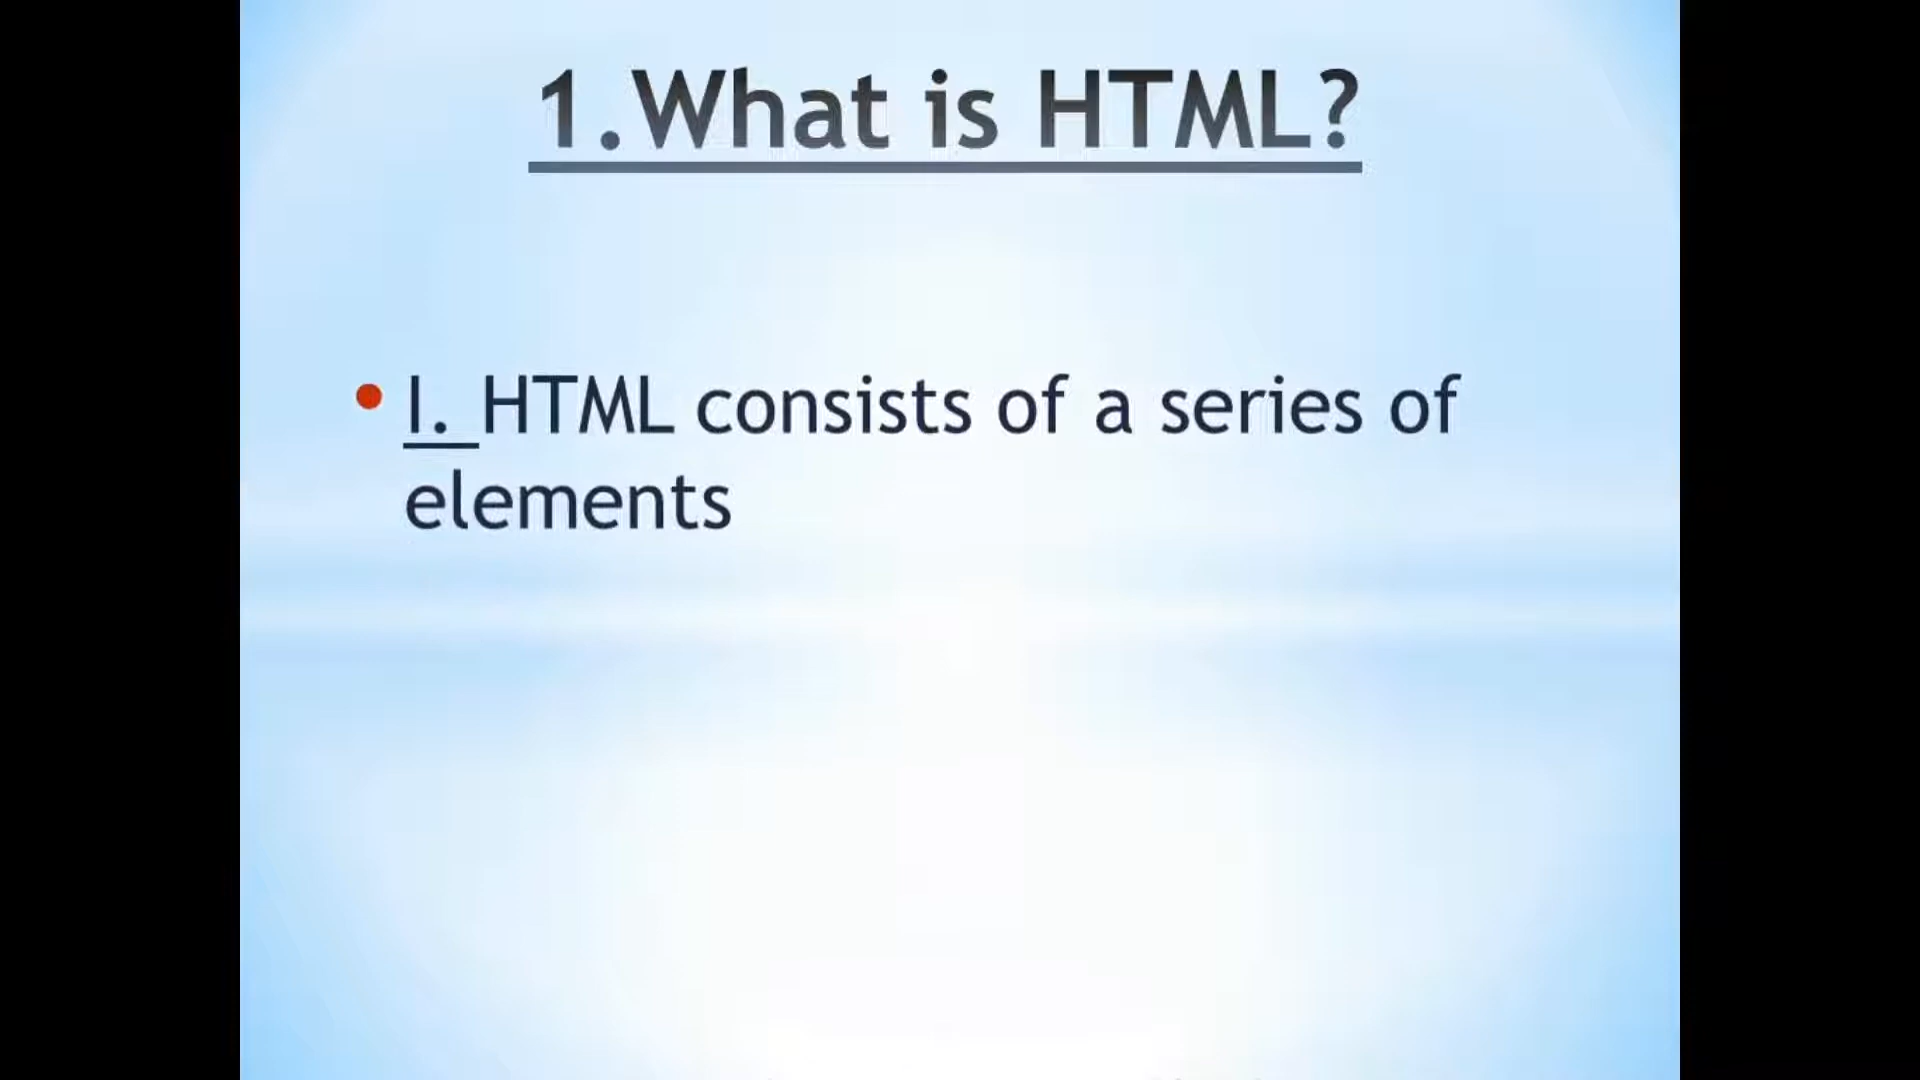 1.What is HTML?
• I. HTML consists of a series of
elements